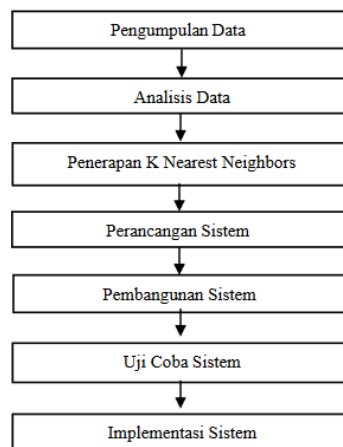 Pengumpulan Data
Analisis Data
Penerapan K Nearest Neighbors
Perancangan Sistem
Pembangunan Sistem
Uji Coba Sistem
Implementasi Sistem